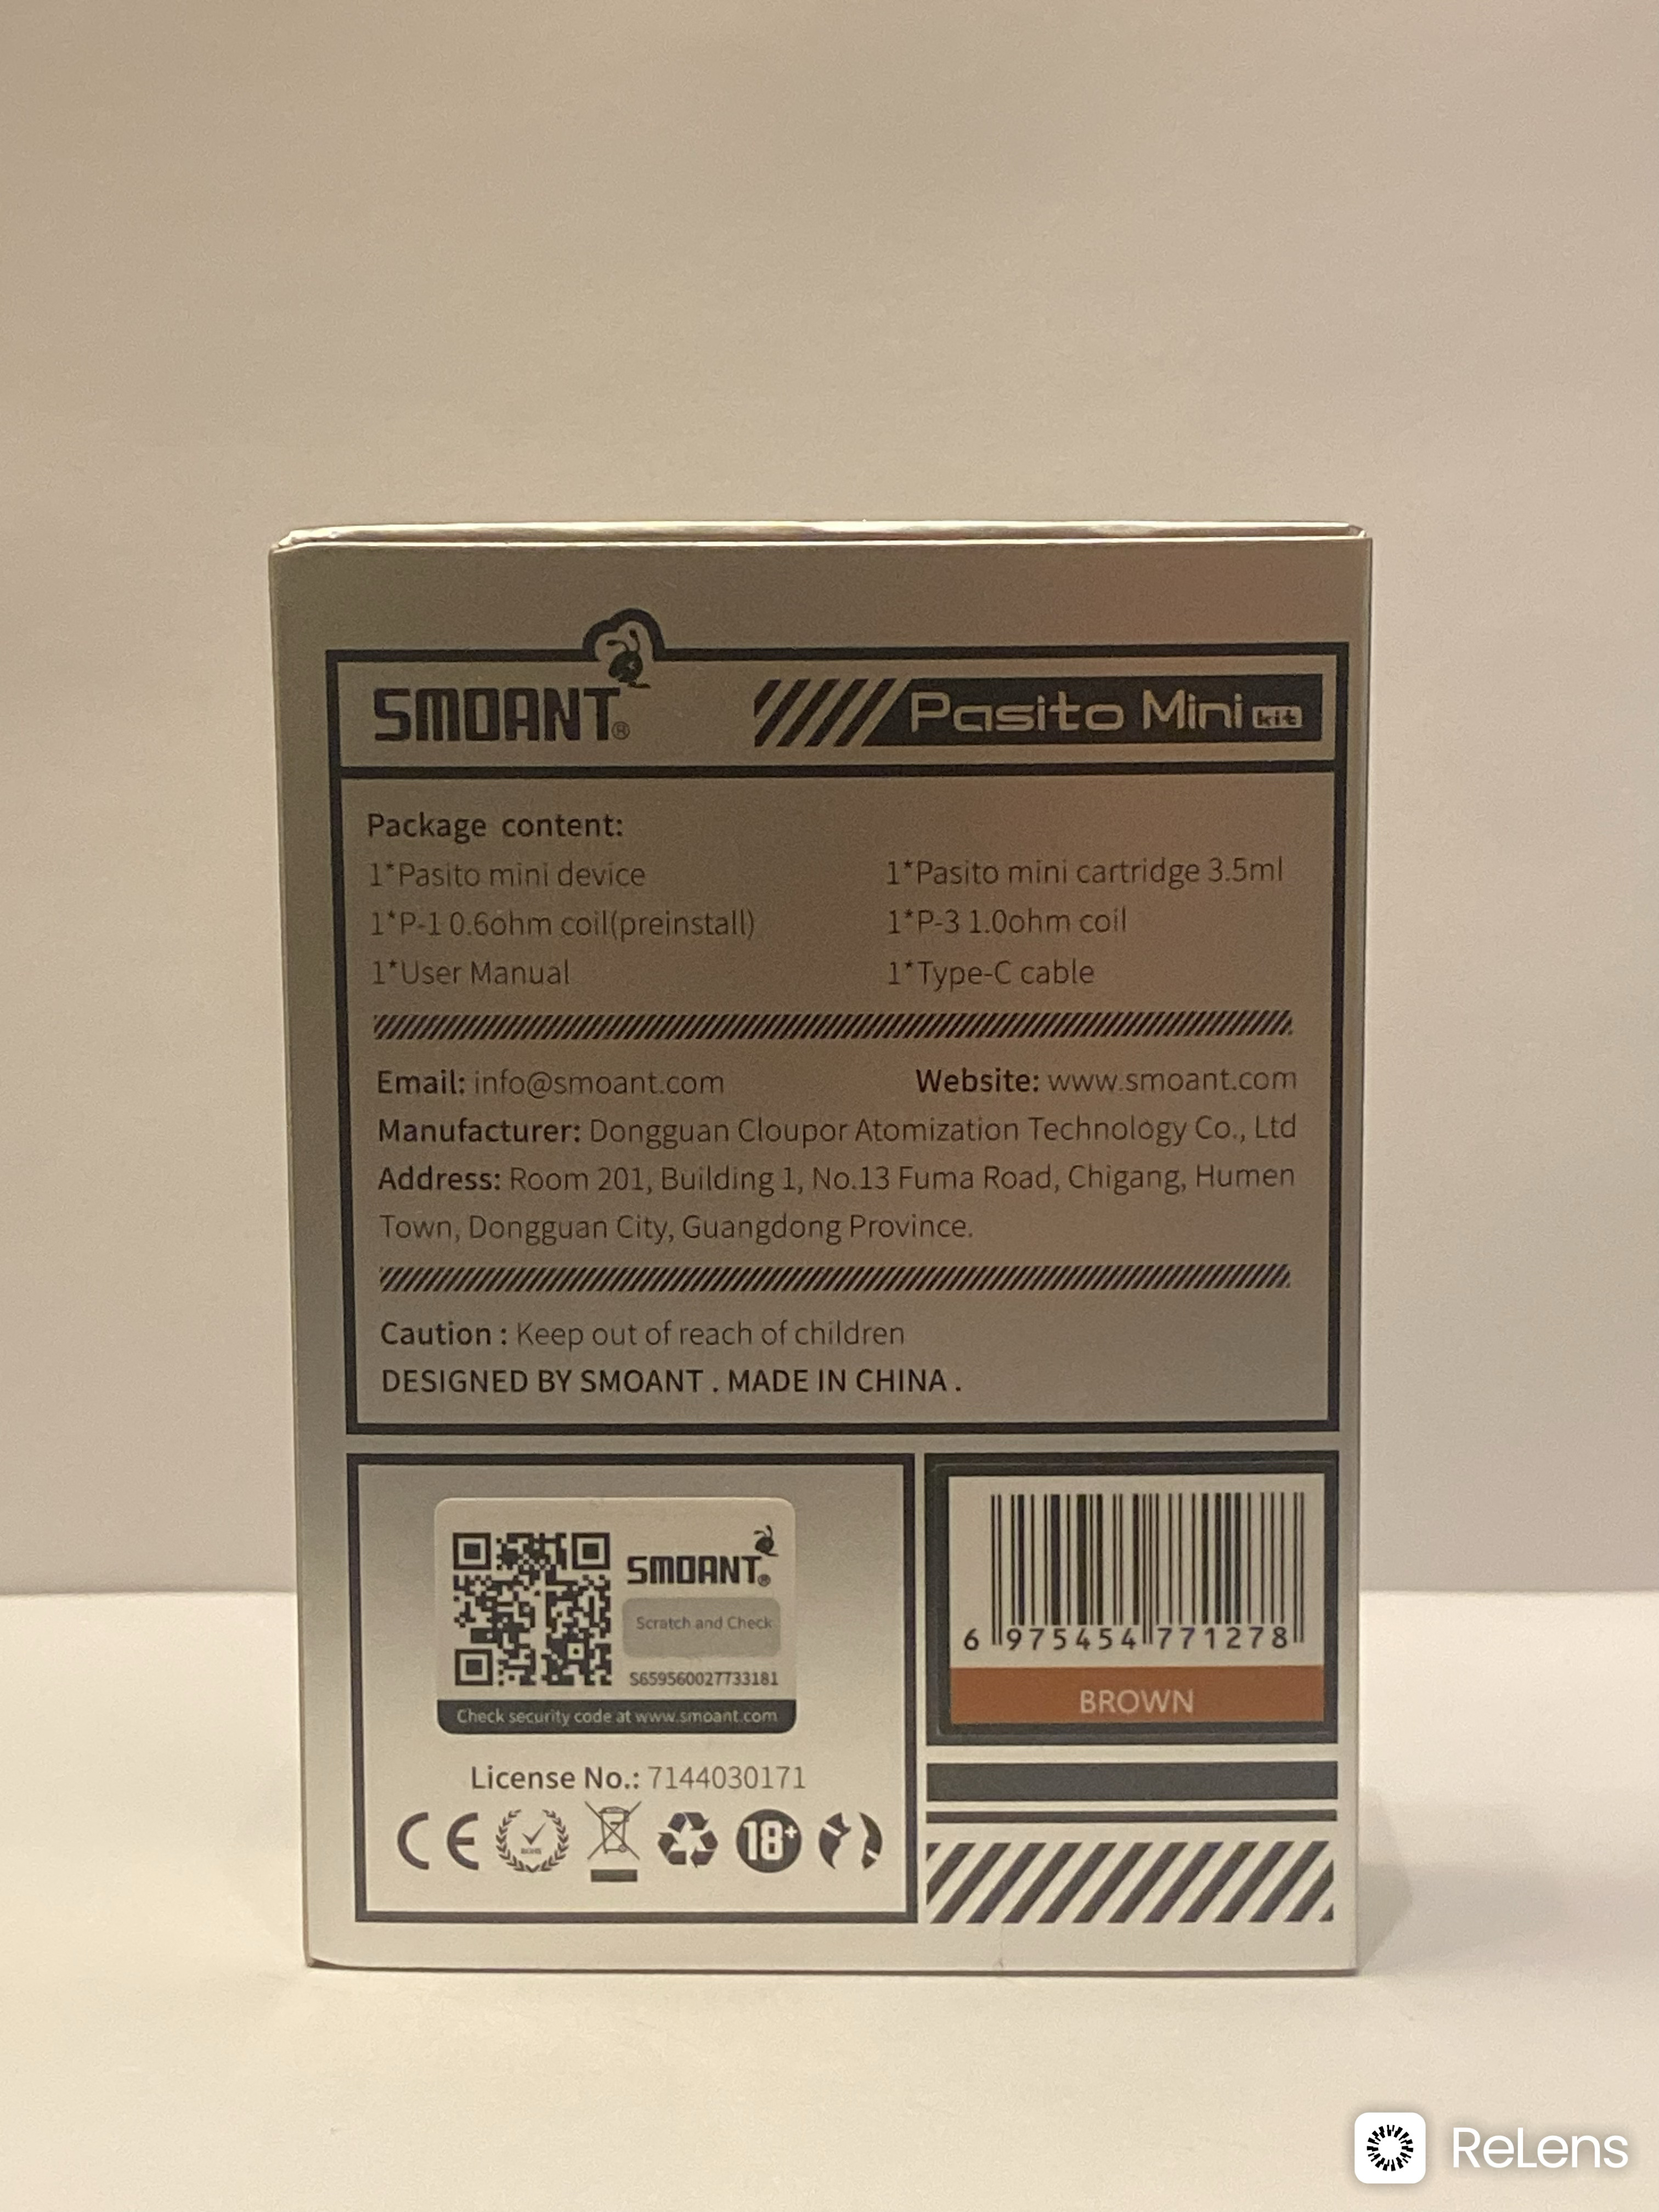 SMOANT®
Pasito Mini kit
Package content:
1*Pasito mini device
1*Pasito mini cartridge 3.5ml
1*P-1 0.6ohm coil(preinstall)
1*P-3 1.0ohm coil
1*User Manual
1*Type-C cable
Email: info@smoant.com
Website: www.smoant.com
Manufacturer: Dongguan Cloupor Atomization Technology Co., Ltd
Address: Room 201, Building 1, No.13 Fuma Road, Chigang, Humen
Town, Dongguan City, Guangdong Province.
Caution : Keep out of reach of children
DESIGNED BY SMOANT . MADE IN CHINA .
SMOANT®
Scratch and Check
S659560027733181
Check security code at www.smoant.com
License No.: 7144030171
CE
ROHS
18+
6 975454 771278
BROWN
ReLens